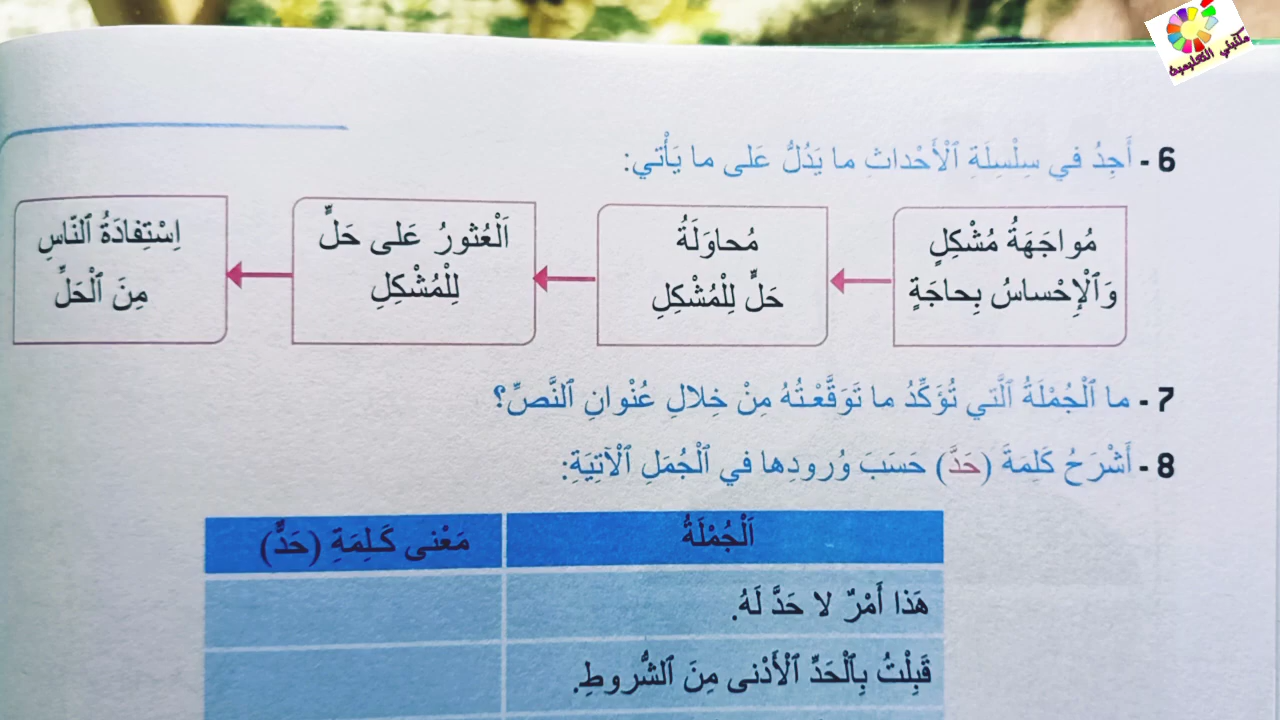 مكتبتي التعليمية
6 - أَجِدُ في سِلْسِلَةِ ٱلْأَحْداثِ ما يَدُلُّ عَلى ما يَأْتي:
مُواجَهَةُ مُشْكِلٍ
وَٱلْإِحْساسُ بِحاجَةٍ
مُحاوَلَةُ
حَلٍّ لِلْمُشْكِلِ
اَلْعُثورُ عَلى حَلٍّ
لِلْمُشْكِلِ
اِسْتِفادَةُ ٱلنّاسِ
مِنَ ٱلْحَلِّ
7 - ما ٱلْجُمْلَةُ ٱلَّتي تُؤَكِّدُ ما تَوَقَّعْتُهُ مِنْ خِلالِ عُنْوانِ ٱلنَّصِّ؟
8 - أَشْرَحُ كَلِمَةَ (حَدَّ) حَسَبَ وُرودِها في ٱلْجُمَلِ ٱلْآتِيَةِ:
اَلْجُمْلَةُ
مَعْنى كَلِمَةِ (حَدٌّ)
هَذا أَمْرٌ لا حَدَّ لَهُ.
قَبِلْتُ بِٱلْحَدِّ ٱلْأَدْنى مِنَ ٱلشُّروطِ.